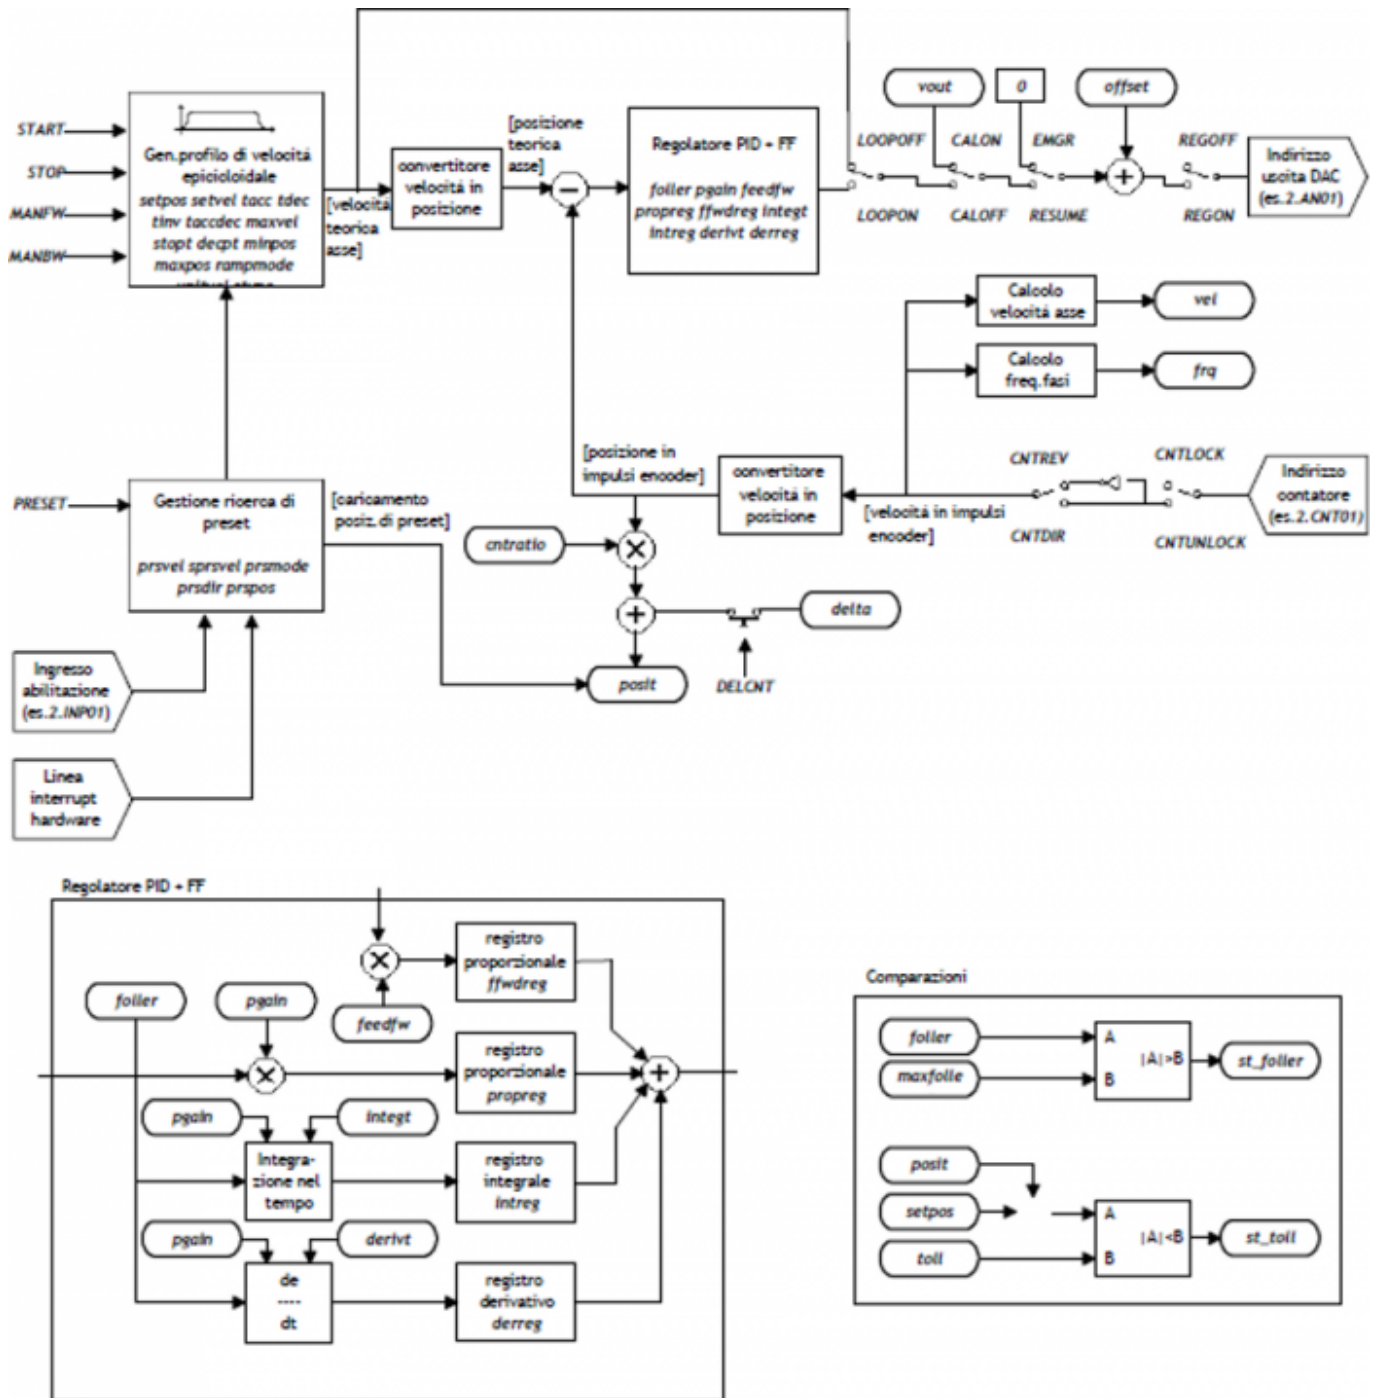 START
STOP
MANFW
MANBW
Gen.profilo di velocitá
epicicloidale
setpos setvel tacc tdec
tinv taccdec maxvel
stopt decpt minpos
maxpos rampmode
[velocitá
teorica
asse]
convertitore
velocitá in
posizione
[posizione
teorica
asse]
Regolatore PID + FF
foller pgain feedfw
propreg ffwdreg integt
intreg derivt derreg
vout
0
offset
LOOPOFF
CALON
EMGR
REGOFF
LOOPON
CALOFF
RESUME
REGON
Indirizzo
uscita DAC
(es.2.AN01)
Calcolo
velocitá asse
vel
Calcolo
freq.fasi
frq
PRESET
Gestione ricerca di
preset
prsvel sprsvel prsmode
prsdir prspos
[caricamento
posiz.di preset]
[posizione in
impulsi encoder]
convertitore
velocitá in
posizione
[velocitá in impulsi
encoder]
CNTREV
CNTLOCK
CNTDIR
CNTUNLOCK
Indirizzo
contatore
(es.2.CNT01)
cntratio
delta
posit
DELCNT
Ingresso
abilitazione
(es.2.INP01)
Linea
interrupt
hardware
Regolatore PID + FF
foller
pgain
feedfw
registro
proporzionale
ffwdreg
registro
proporzionale
propreg
pgain
integt
Integra-
zione nel
tempo
registro
integrale
intreg
pgain
derivt
de
----
dt
registro
derivativo
derreg
Comparazioni
foller
maxfolle
A
B
|A|>B
st_foller
posit
setpos
toll
A
B
|A|<B
st_toll